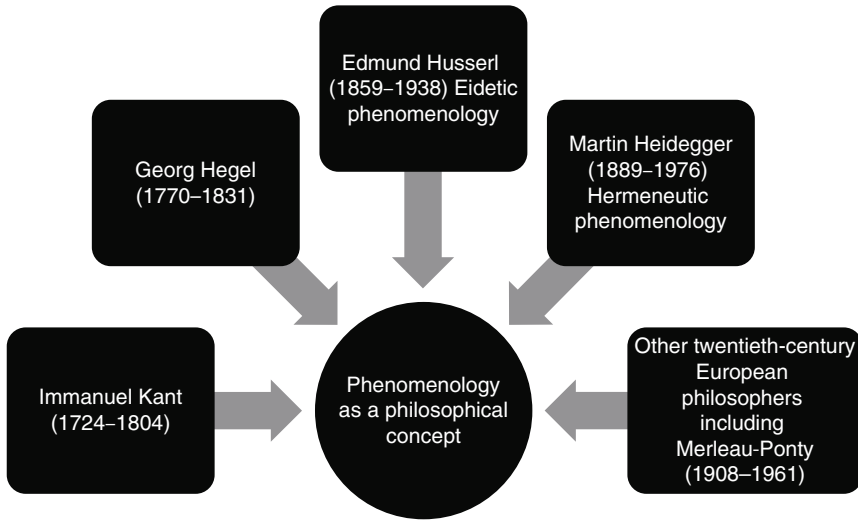 Edmund Husserl
(1859–1938) Eidetic
phenomenology
Georg Hegel
(1770–1831)
Martin Heidegger
(1889–1976)
Hermeneutic
phenomenology
Immanuel Kant
(1724–1804)
Phenomenology
as a philosophical
concept
Other twentieth-century
European
philosophers
including
Merleau-Ponty
(1908–1961)